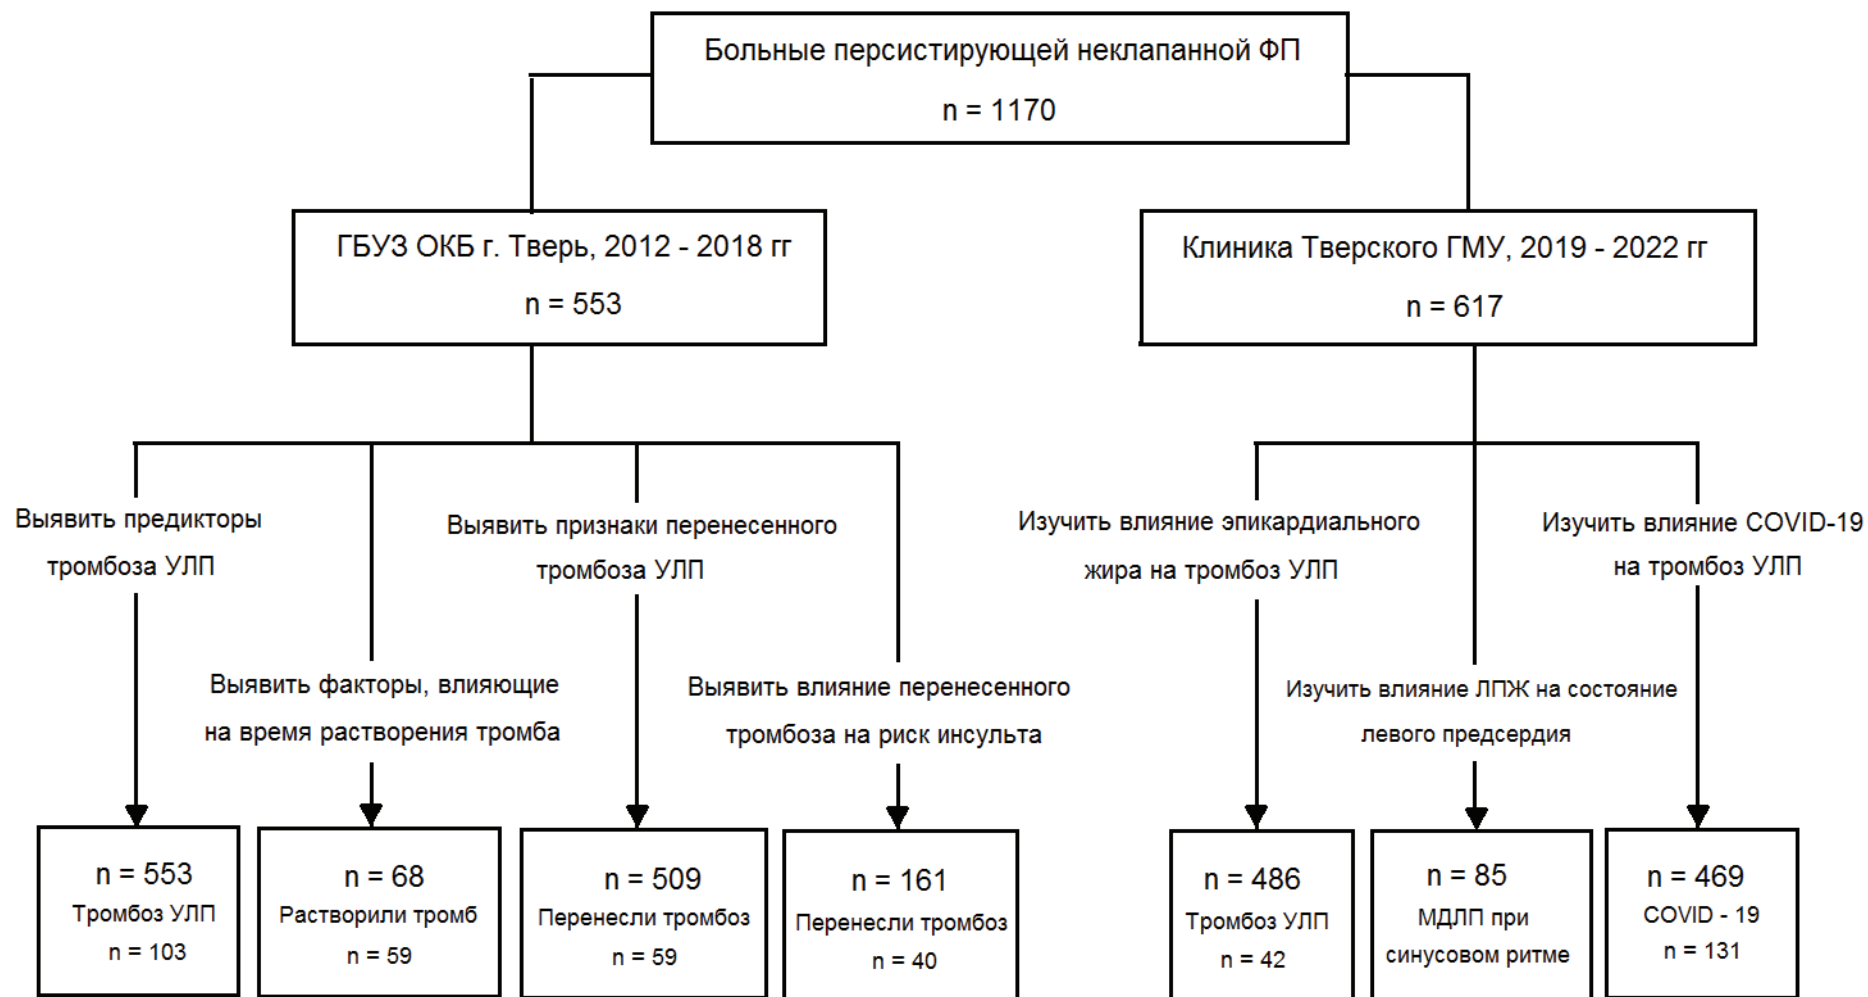 Больные персистирующей неклапанной ФП
n = 1170
ГБУЗ ОКБ г. Тверь, 2012 - 2018 гг
n = 553
Клиника Тверского ГМУ, 2019 - 2022 гг
n = 617
Выявить предикторы
тромбоза УЛП
Выявить факторы, влияющие
на время растворения тромба
Выявить признаки перенесенного
тромбоза УЛП
Выявить влияние перенесенного
тромбоза на риск инсульта
Изучить влияние эпикардиального
жира на тромбоз УЛП
Изучить влияние ЛПЖ на состояние
левого предсердия
Изучить влияние COVID-19
на тромбоз УЛП
n = 553
Тромбоз УЛП
n = 103
n = 68
Растворили тромб
n = 59
n = 509
Перенесли тромбоз
n = 59
n = 161
Перенесли тромбоз
n = 40
n = 486
Тромбоз УЛП
n = 42
n = 85
МДЛП при
синусовом ритме
n = 469
COVID - 19
n = 131